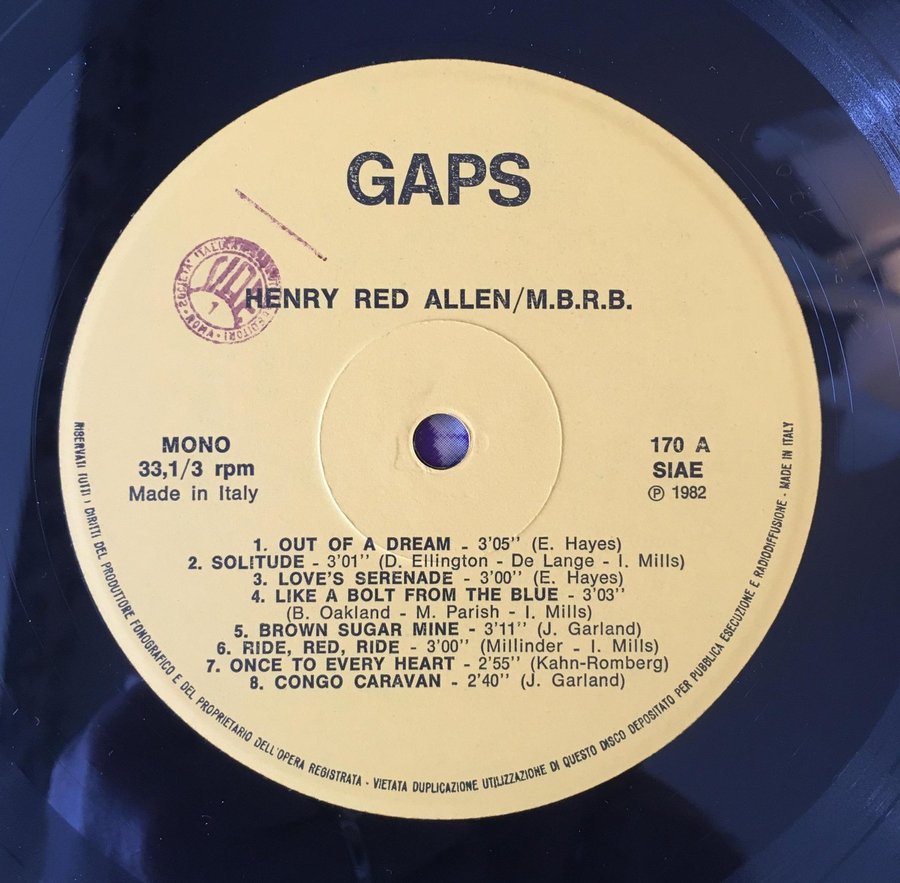 GAPS
SOCIETA' ITALIANA
EDITORI
· ROMA ·
HENRY RED ALLEN/M.B.R.B.
MONO
33,1/3 rpm
Made in Italy
170 A
SIAE
Ⓟ 1982
1. OUT OF A DREAM - 3'05'' (E. Hayes)
2. SOLITUDE - 3'01'' (D. Ellington - De Lange - I. Mills)
3. LOVE'S SERENADE - 3'00'' (E. Hayes)
4. LIKE A BOLT FROM THE BLUE - 3'03''
(B. Oakland - M. Parish - I. Mills)
5. BROWN SUGAR MINE - 3'11'' (J. Garland)
6. RIDE, RED, RIDE - 3'00'' (Millinder - I. Mills)
7. ONCE TO EVERY HEART - 2'55'' (Kahn-Romberg)
8. CONGO CARAVAN - 2'40'' (J. Garland)
RISERVATI TUTTI I DIRITTI DEL PRODUTTORE FONOGRAFICO E DEL PROPRIETARIO DELL'OPERA REGISTRATA - VIETATA DUPLICAZIONE UTILIZZAZIONE DI QUESTO DISCO DEPOSITATO PER PUBBLICA ESECUZIONE E RADIODIFFUSIONE - MADE IN ITALY